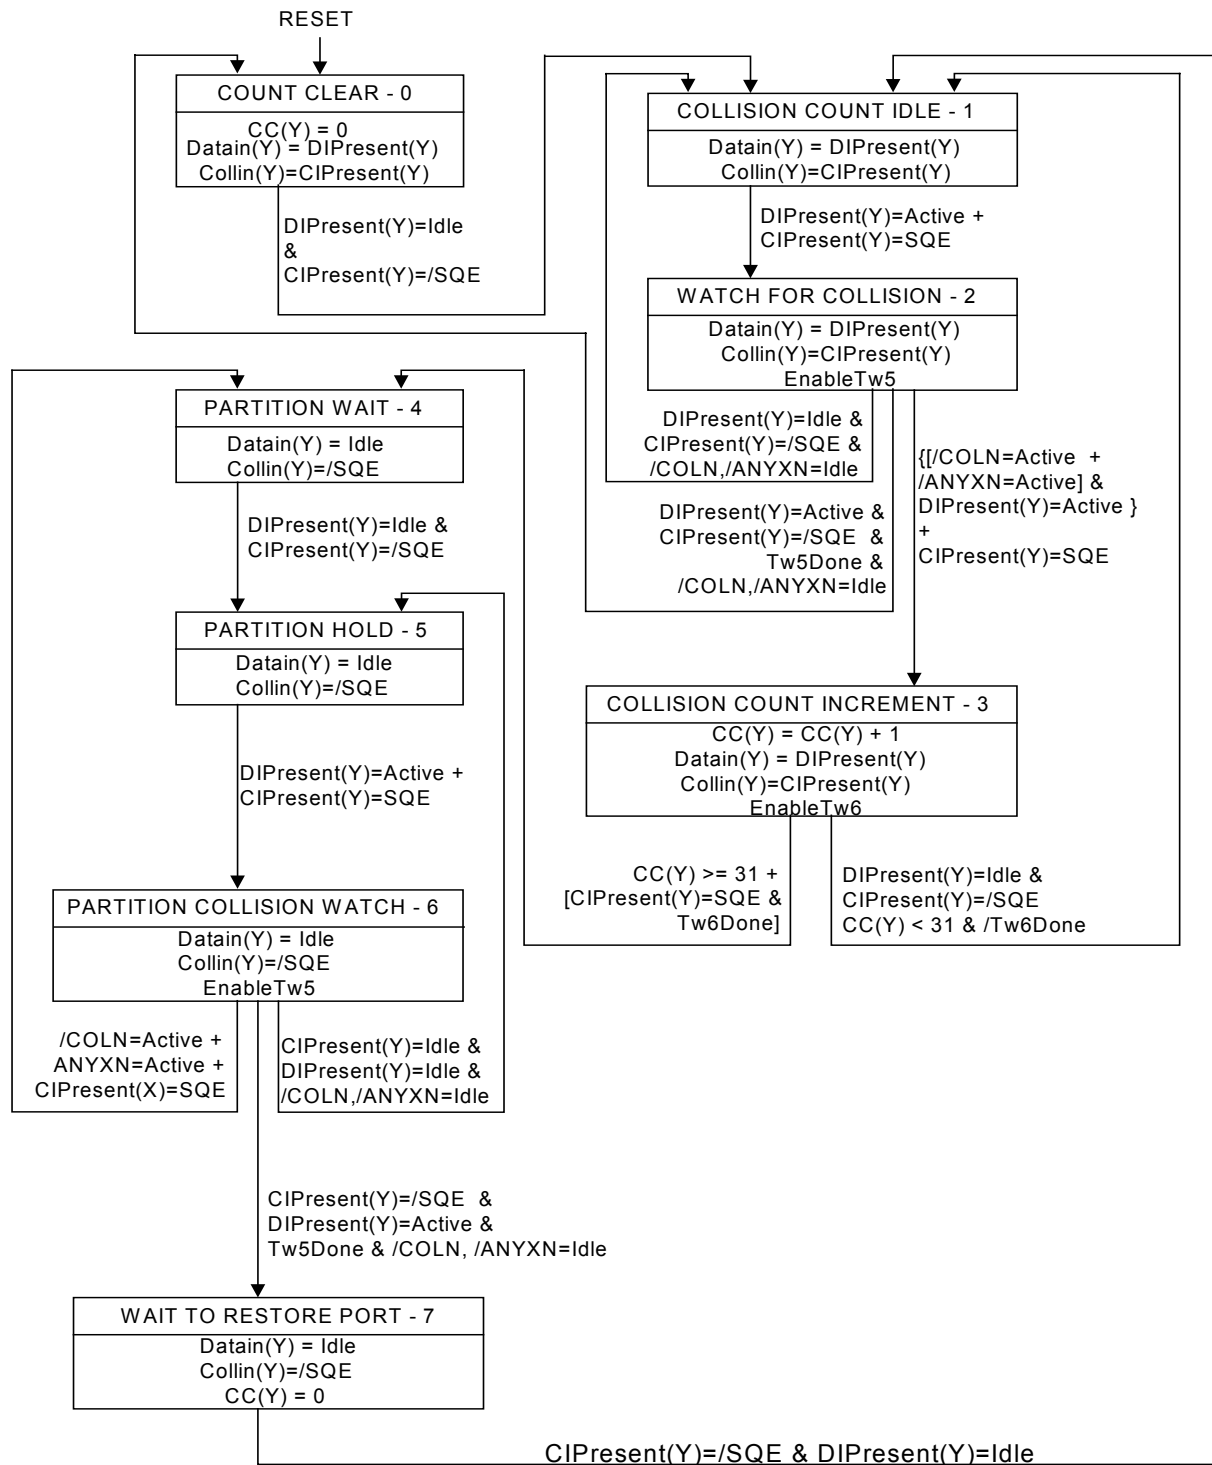 RESET
COUNT CLEAR - 0
CC(Y) = 0
Datain(Y) = DIPresent(Y)
Collin(Y)=CIPresent(Y)
DIPresent(Y)=Idle
&
CIPresent(Y)=/SQE
COLLISION COUNT IDLE - 1
Datain(Y) = DIPresent(Y)
Collin(Y)=CIPresent(Y)
DIPresent(Y)=Active +
CIPresent(Y)=SQE
WATCH FOR COLLISION - 2
Datain(Y) = DIPresent(Y)
Collin(Y)=CIPresent(Y)
EnableTw5
DIPresent(Y)=Idle &
CIPresent(Y)=/SQE &
/COLN,/ANYXN=Idle
DIPresent(Y)=Active &
CIPresent(Y)=/SQE &
Tw5Done &
/COLN,/ANYXN=Idle
{[/COLN=Active +
/ANYXN=Active] &
DIPresent(Y)=Active }
+
CIPresent(Y)=SQE
COLLISION COUNT INCREMENT - 3
CC(Y) = CC(Y) + 1
Datain(Y) = DIPresent(Y)
Collin(Y)=CIPresent(Y)
EnableTw6
CC(Y) >= 31 +
[CIPresent(Y)=SQE &
Tw6Done]
DIPresent(Y)=Idle &
CIPresent(Y)=/SQE
CC(Y) < 31 & /Tw6Done
PARTITION WAIT - 4
Datain(Y) = Idle
Collin(Y)=/SQE
DIPresent(Y)=Idle &
CIPresent(Y)=/SQE
PARTITION HOLD - 5
Datain(Y) = Idle
Collin(Y)=/SQE
DIPresent(Y)=Active +
CIPresent(Y)=SQE
PARTITION COLLISION WATCH - 6
Datain(Y) = Idle
Collin(Y)=/SQE
EnableTw5
/COLN=Active +
ANYXN=Active +
CIPresent(X)=SQE
CIPresent(Y)=Idle &
DIPresent(Y)=Idle &
/COLN,/ANYXN=Idle
CIPresent(Y)=/SQE &
DIPresent(Y)=Active &
Tw5Done & /COLN, /ANYXN=Idle
WAIT TO RESTORE PORT - 7
Datain(Y) = Idle
Collin(Y)=/SQE
CC(Y) = 0
CIPresent(Y)=/SQE & DIPresent(Y)=Idle